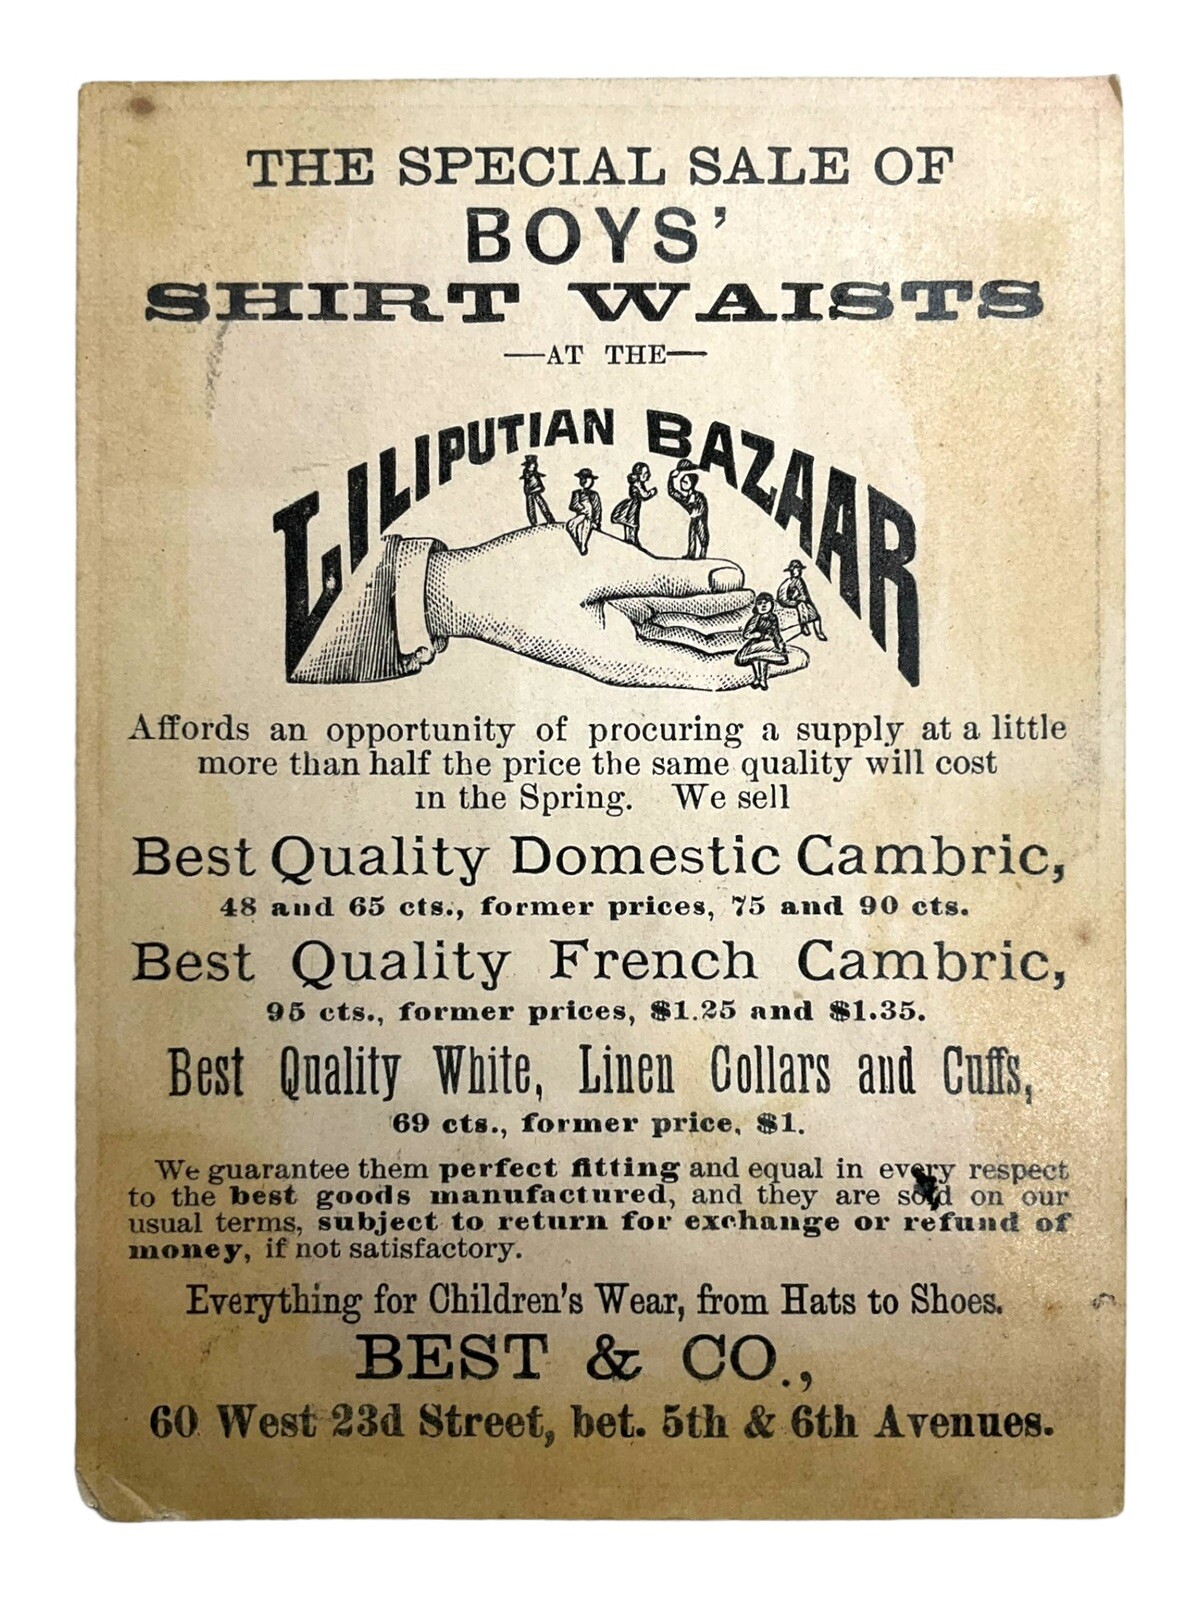 THE SPECIAL SALE OF
BOYS'
SHIRT WAISTS
—AT THE—
LILIPUTIAN BAZAAR
Affords an opportunity of procuring a supply at a little
more than half the price the same quality will cost
in the Spring. We sell
Best Quality Domestic Cambric,
48 and 65 cts., former prices, 75 and 90 cts.
Best Quality French Cambric,
95 cts., former prices, $1.25 and $1.35.
Best Quality White, Linen Collars and Cuffs,
69 cts., former price, $1.
We guarantee them perfect fitting and equal in every respect
to the best goods manufactured, and they are sold on our
usual terms, subject to return for exchange or refund of
money, if not satisfactory.
Everything for Children's Wear, from Hats to Shoes.
BEST & CO.,
60 West 23d Street, bet. 5th & 6th Avenues.